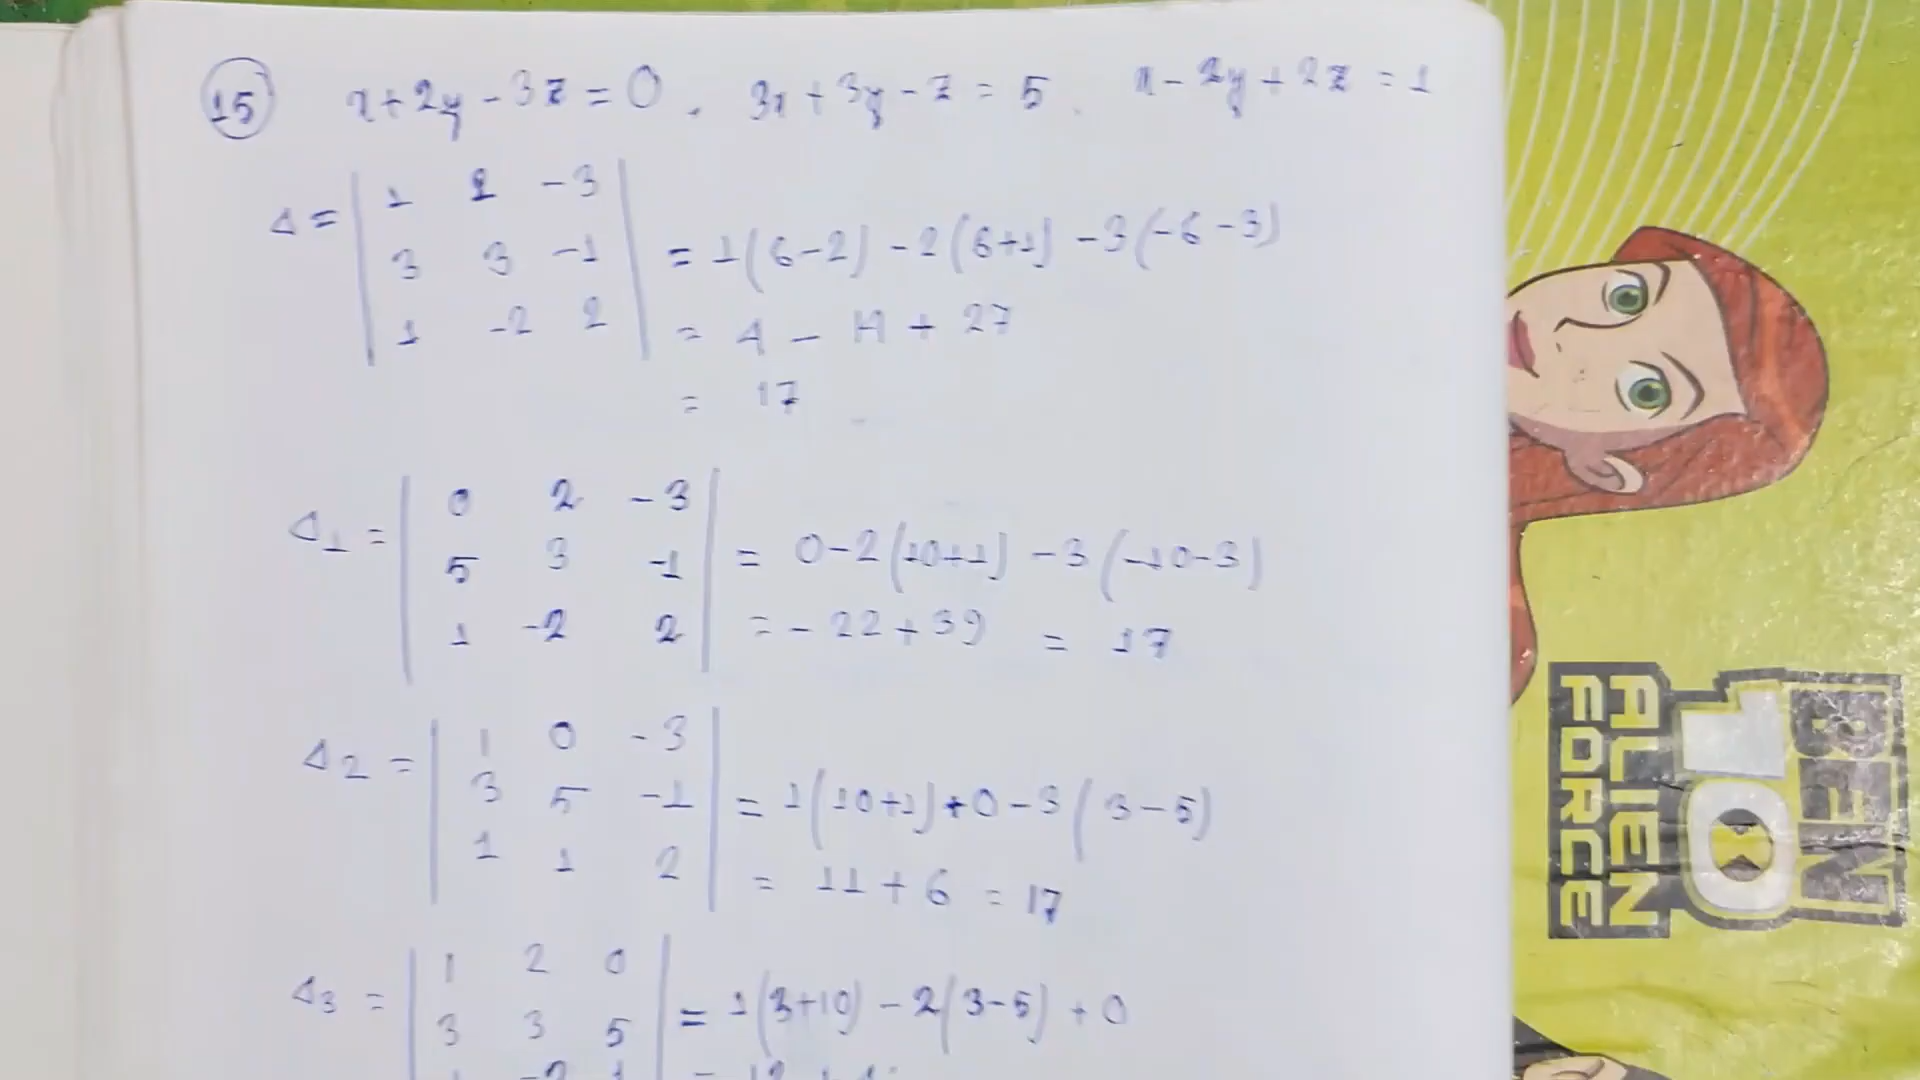 15 x + 2y - 3z = 0 , 3x + 3y - z = 5 , x - 2y + 2z = 1
Δ = | 1 2 -3 |
| 3 3 -1 | = 1(6-2) - 2(6+1) - 3(-6-3)
| 1 -2 2 | = 4 - 14 + 27
= 17
Δ1 = | 0 2 -3 |
| 5 3 -1 | = 0-2(10+1) - 3(-10-3)
| 1 -2 2 | = -22 + 39 = 17
Δ2 = | 1 0 -3 |
| 3 5 -1 | = 1(10+1)+0-3(3-5)
| 1 1 2 | = 11 + 6 = 17
Δ3 = | 1 2 0 |
| 3 3 5 | = 1(3+10) - 2(3-5) + 0
BEN
10
ALIEN
FORCE